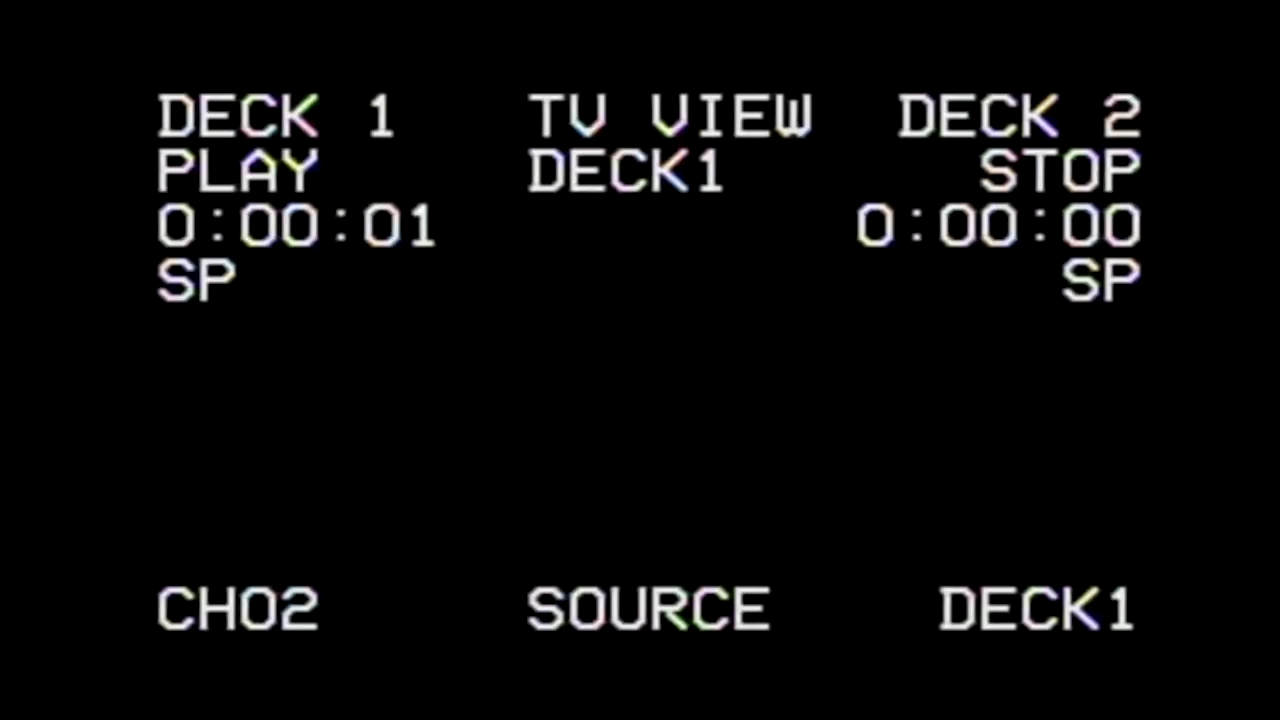 DECK 1 TV VIEW DECK 2
PLAY DECK1 STOP
0:00:01 0:00:00
SP SP
CH02 SOURCE DECK1